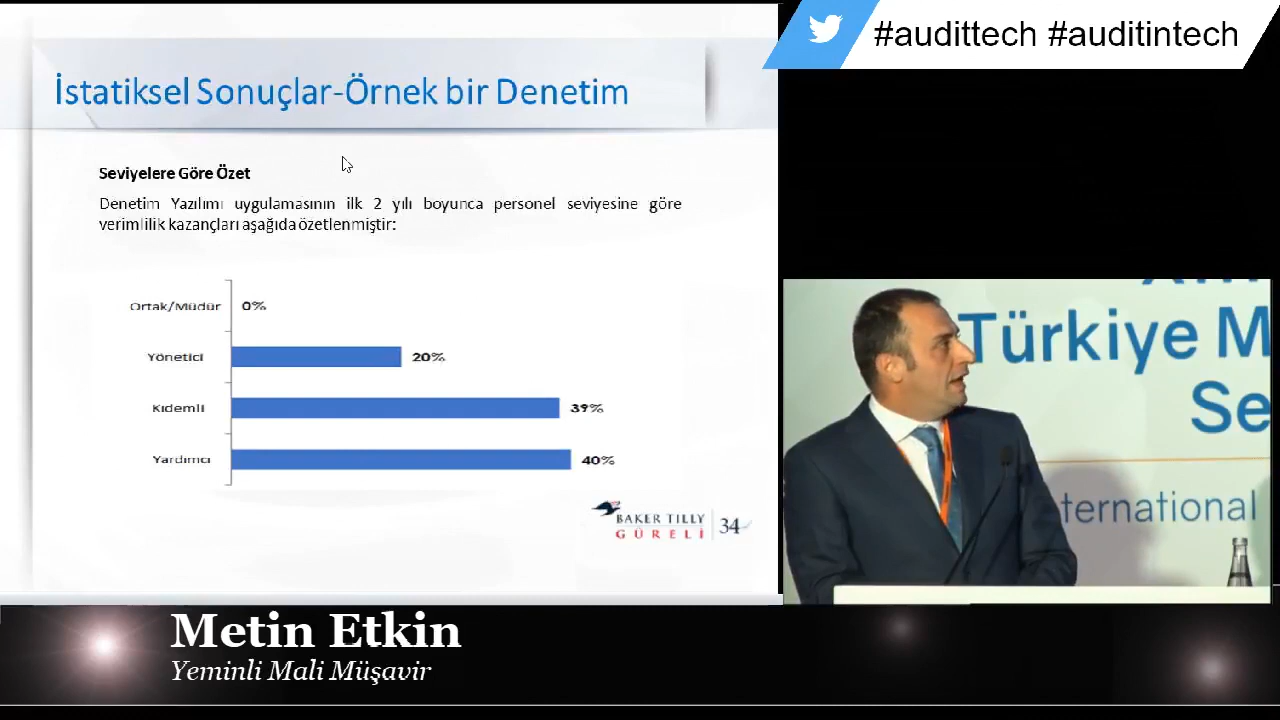 #audittech #auditintech
İstatiksel Sonuçlar-Örnek bir Denetim
Seviyelere Göre Özet
Denetim Yazılımı uygulamasının ilk 2 yılı boyunca personel seviyesine göre
verimlilik kazançları aşağıda özetlenmiştir:
Ortak/Müdür 0%
Yönetici 20%
Kıdemli 39%
Yardımcı 40%
BAKER TILLY
GÜRELİ
34
Türkiye M
Se
ternational
Metin Etkin
Yeminli Mali Müşavir